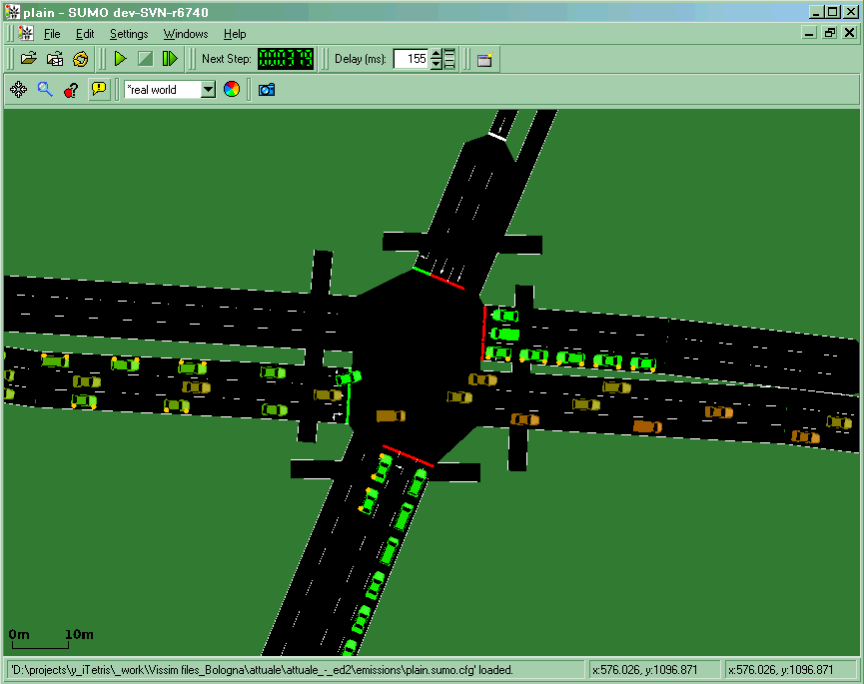 plain - SUMO dev-SVN-r6740
File Edit Settings Windows Help
Next Step: 000379 Delay (ms): 155
*real world
0m 10m
'D:\projects\y_iTetris\_work\Vissim files_Bologna\attuale\attuale_-_ed2\emissions\plain.sumo.cfg' loaded. x:576.026, y:1096.871 x:576.026, y:1096.871